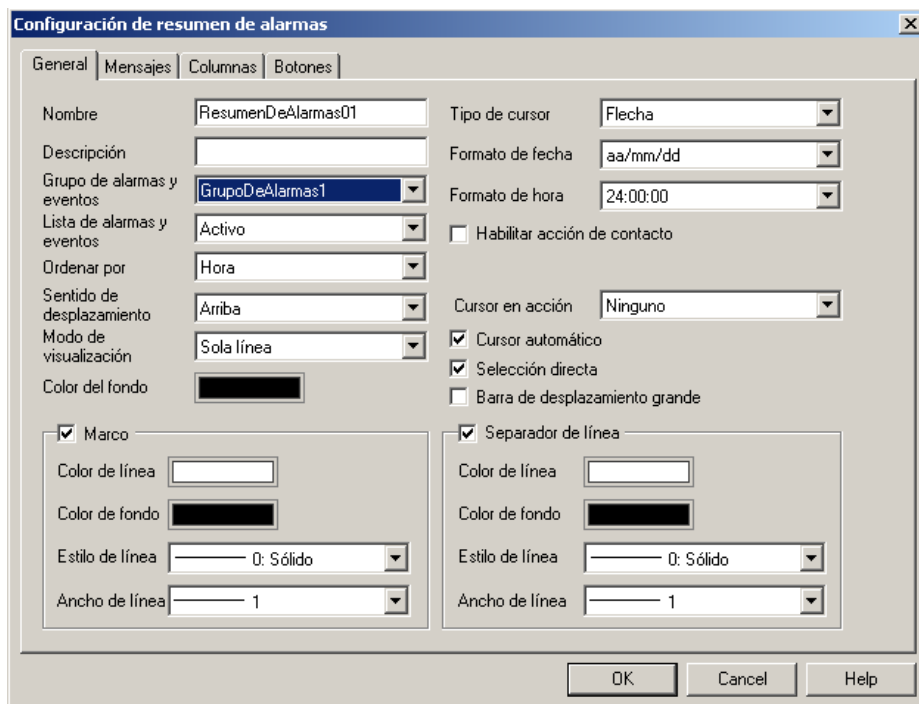 Configuración de resumen de alarmas
General
Mensajes
Columnas
Botones
Nombre
ResumenDeAlarmas01
Descripción
Grupo de alarmas y
eventos
GrupoDeAlarmas1
Lista de alarmas y
eventos
Activo
Ordenar por
Hora
Sentido de
desplazamiento
Arriba
Modo de
visualización
Sola línea
Color del fondo
Tipo de cursor
Flecha
Formato de fecha
aa/mm/dd
Formato de hora
24:00:00
Habilitar acción de contacto
Cursor en acción
Ninguno
Cursor automático
Selección directa
Barra de desplazamiento grande
Marco
Color de línea
Color de fondo
Estilo de línea
0: Sólido
Ancho de línea
1
Separador de línea
Color de línea
Color de fondo
Estilo de línea
0: Sólido
Ancho de línea
1
OK
Cancel
Help